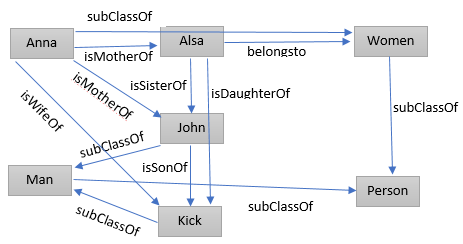 subClassOf
Anna
Alsa
Women
isMotherOf
belongsto
isMotherOf
isSisterOf
isDaughterOf
isWifeOf
subClassOf
John
subClassOf
isSonOf
Man
Person
subClassOf
subClassOf
Kick